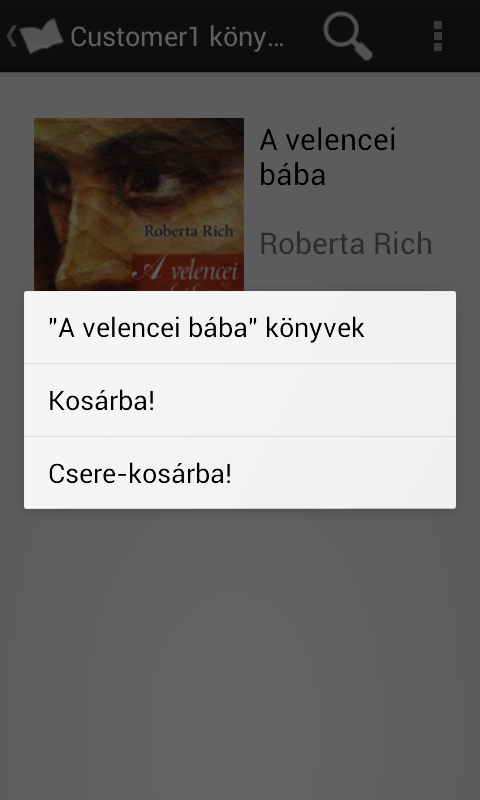 Customer1 köny...
A velencei
bába
Roberta Rich
Roberta Rich
A velencei
"A velencei bába" könyvek
Kosárba!
Csere-kosárba!